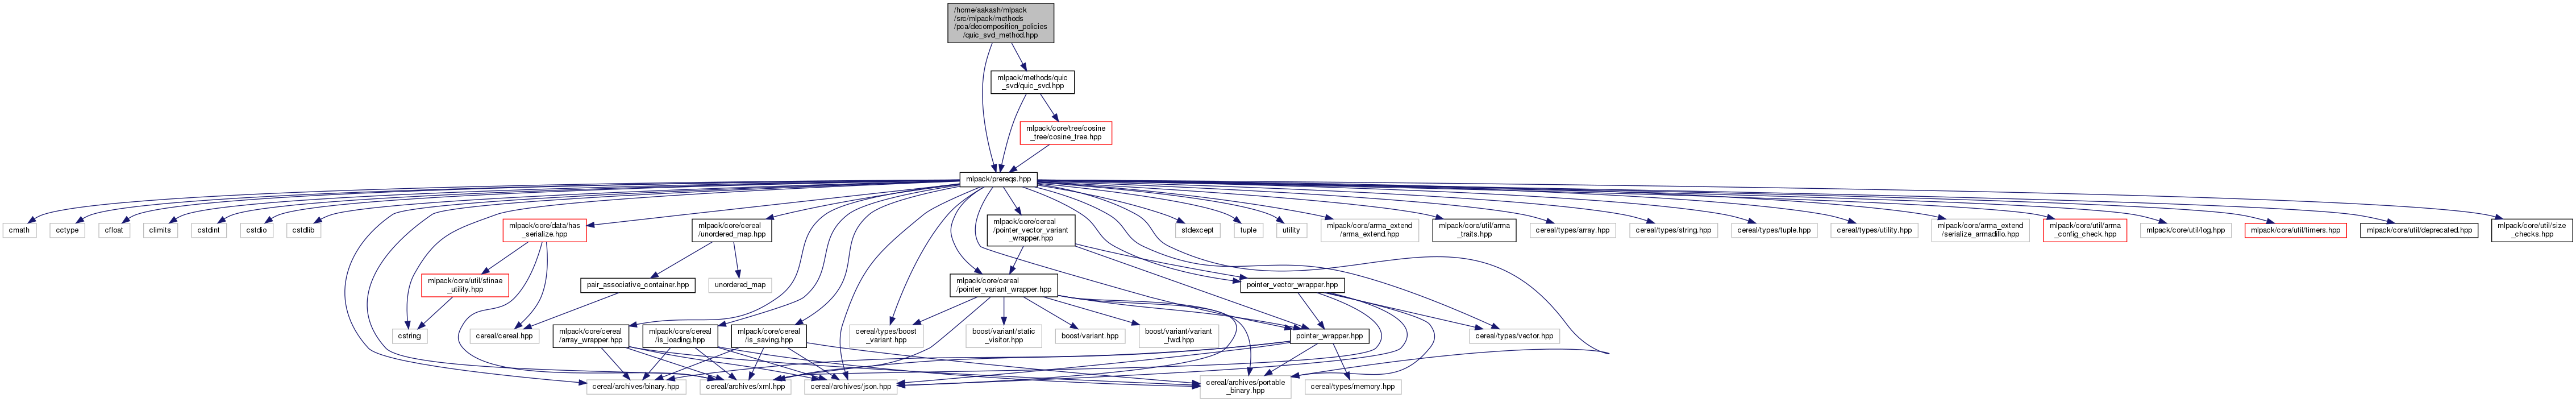 /home/aakash/mlpack
/src/mlpack/methods
/pca/decomposition_policies
/quic_svd_method.hpp
mlpack/methods/quic
_svd/quic_svd.hpp
mlpack/core/tree/cosine
_tree/cosine_tree.hpp
mlpack/prereqs.hpp
cmath
cctype
cfloat
climits
cstdint
cstdio
cstdlib
mlpack/core/data/has
_serialize.hpp
mlpack/core/cereal
/unordered_map.hpp
mlpack/core/cereal
/pointer_vector_variant
_wrapper.hpp
stdexcept
tuple
utility
mlpack/core/arma_extend
/arma_extend.hpp
mlpack/core/util/arma
_traits.hpp
cereal/types/array.hpp
cereal/types/string.hpp
cereal/types/tuple.hpp
cereal/types/utility.hpp
mlpack/core/arma_extend
/serialize_armadillo.hpp
mlpack/core/util/arma
_config_check.hpp
mlpack/core/util/log.hpp
mlpack/core/util/timers.hpp
mlpack/core/util/deprecated.hpp
mlpack/core/util/size
_checks.hpp
mlpack/core/util/sfinae
_utility.hpp
pair_associative_container.hpp
unordered_map
mlpack/core/cereal
/pointer_variant_wrapper.hpp
pointer_vector_wrapper.hpp
cstring
cereal/cereal.hpp
mlpack/core/cereal
/array_wrapper.hpp
mlpack/core/cereal
/is_loading.hpp
mlpack/core/cereal
/is_saving.hpp
cereal/types/boost
_variant.hpp
boost/variant/static
_visitor.hpp
boost/variant.hpp
boost/variant/variant
_fwd.hpp
pointer_wrapper.hpp
cereal/types/vector.hpp
cereal/archives/binary.hpp
cereal/archives/xml.hpp
cereal/archives/json.hpp
cereal/archives/portable
_binary.hpp
cereal/types/memory.hpp